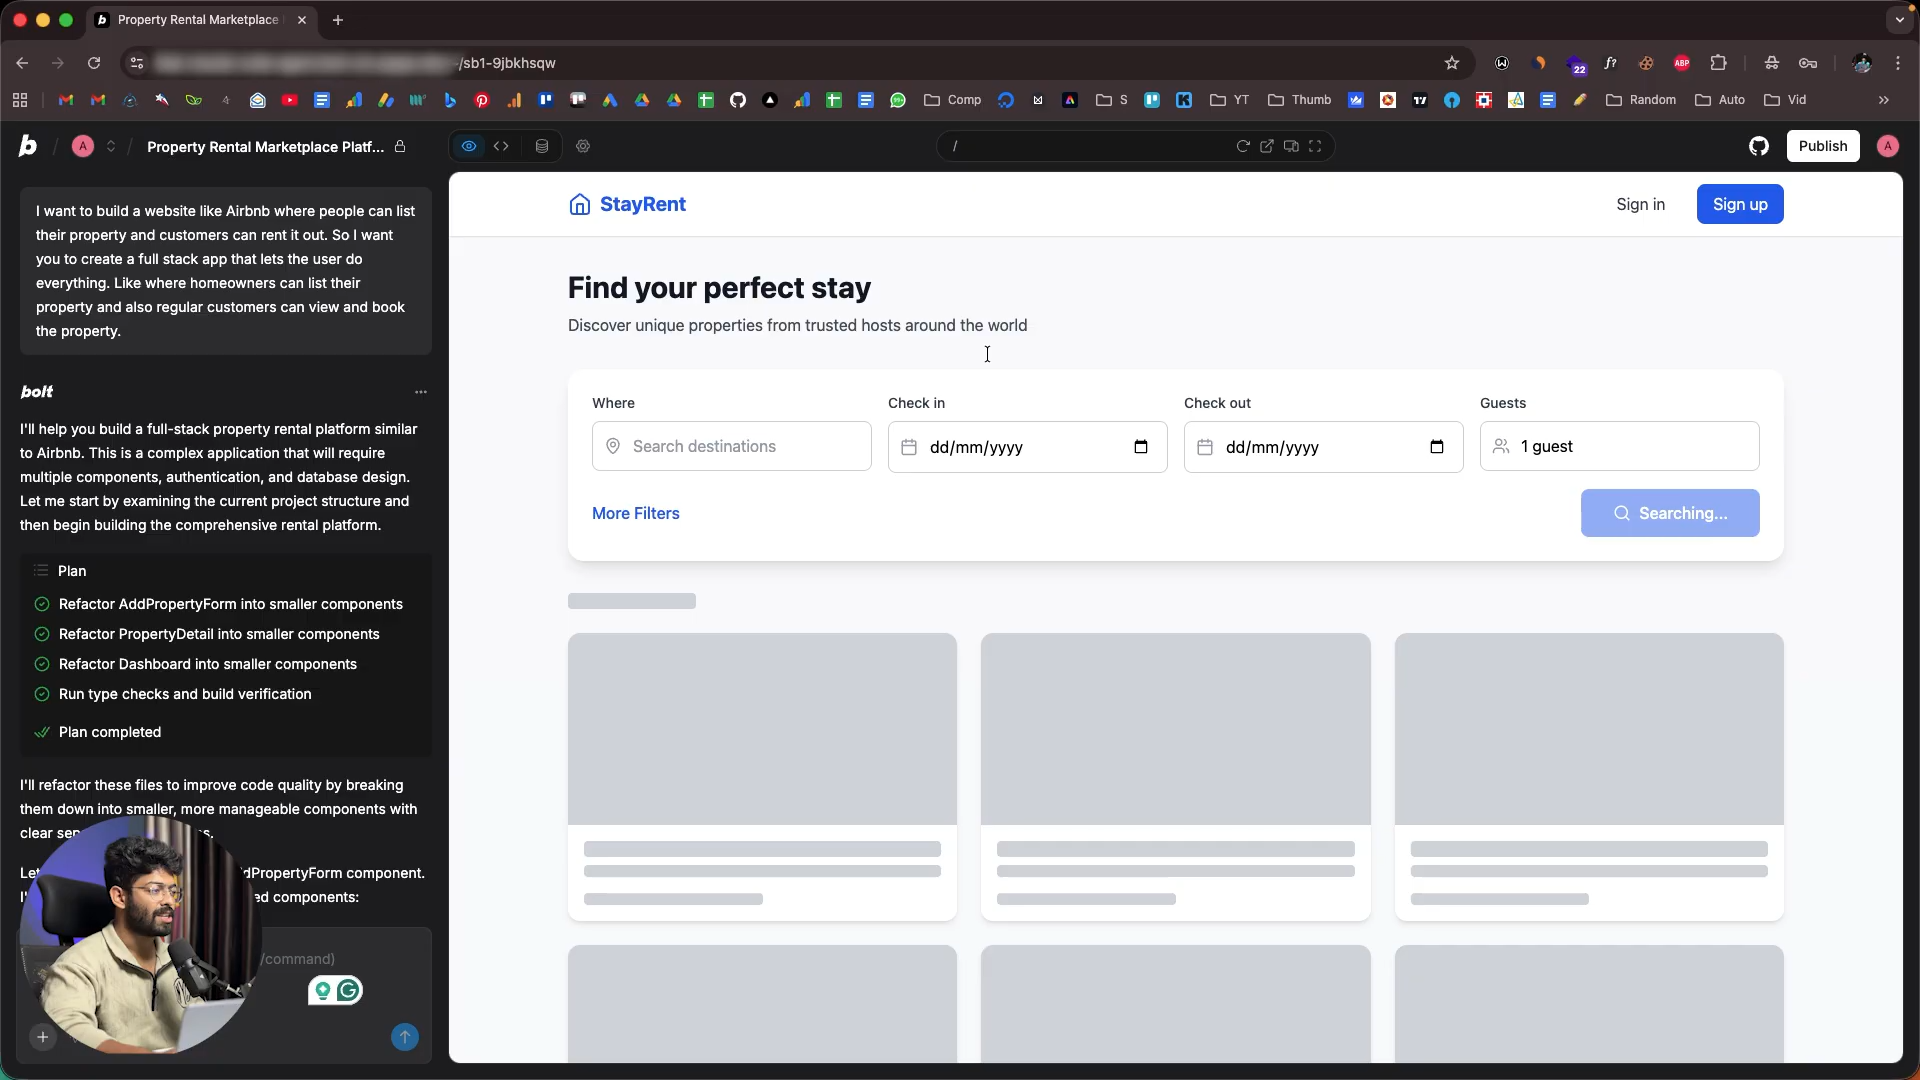 Property Rental Marketplace
/sb1-9jbkhsqw
22
ABP
Comp
S
YT
Thumb
Random
Auto
Vid
b
A
Property Rental Marketplace Platf...
/
Publish
A
I want to build a website like Airbnb where people can list
their property and customers can rent it out. So I want
you to create a full stack app that lets the user do
everything. Like where homeowners can list their
property and also regular customers can view and book
the property.
bolt
I'll help you build a full-stack property rental platform similar
to Airbnb. This is a complex application that will require
multiple components, authentication, and database design.
Let me start by examining the current project structure and
then begin building the comprehensive rental platform.
Plan
Refactor AddPropertyForm into smaller components
Refactor PropertyDetail into smaller components
Refactor Dashboard into smaller components
Run type checks and build verification
Plan completed
I'll refactor these files to improve code quality by breaking
them down into smaller, more manageable components with
clear
component.
components:
/command)
StayRent
Sign in
Sign up
Find your perfect stay
Discover unique properties from trusted hosts around the world
Where
Check in
Check out
Guests
Search destinations
dd/mm/yyyy
dd/mm/yyyy
1 guest
More Filters
Searching...